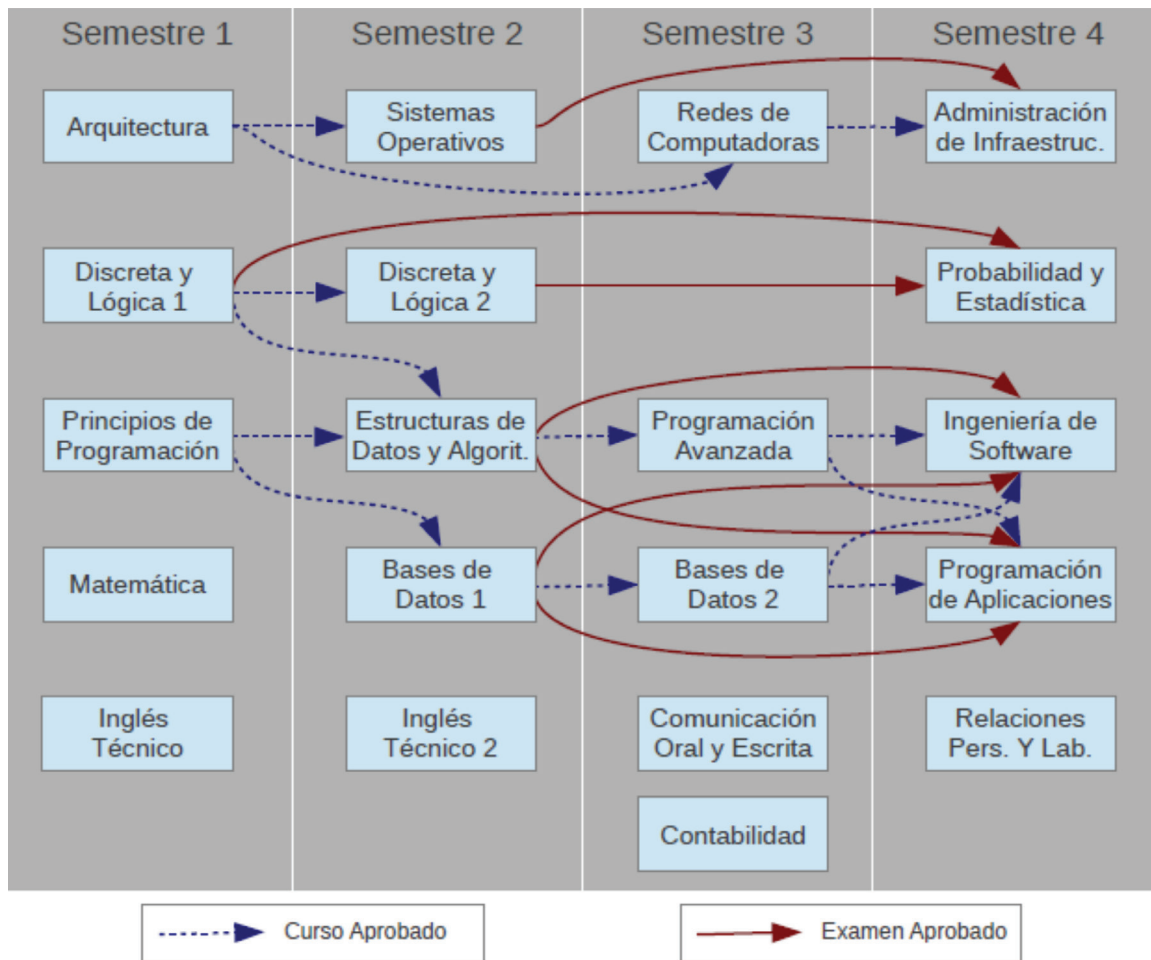 Semestre 1
Semestre 2
Semestre 3
Semestre 4
Arquitectura
Sistemas
Operativos
Redes de
Computadoras
Administración
de Infraestruc.
Discreta y
Lógica 1
Discreta y
Lógica 2
Probabilidad y
Estadística
Principios de
Programación
Estructuras de
Datos y Algorit.
Programación
Avanzada
Ingeniería de
Software
Matemática
Bases de
Datos 1
Bases de
Datos 2
Programación
de Aplicaciones
Inglés
Técnico
Inglés
Técnico 2
Comunicación
Oral y Escrita
Relaciones
Pers. Y Lab.
Contabilidad
Curso Aprobado
Examen Aprobado